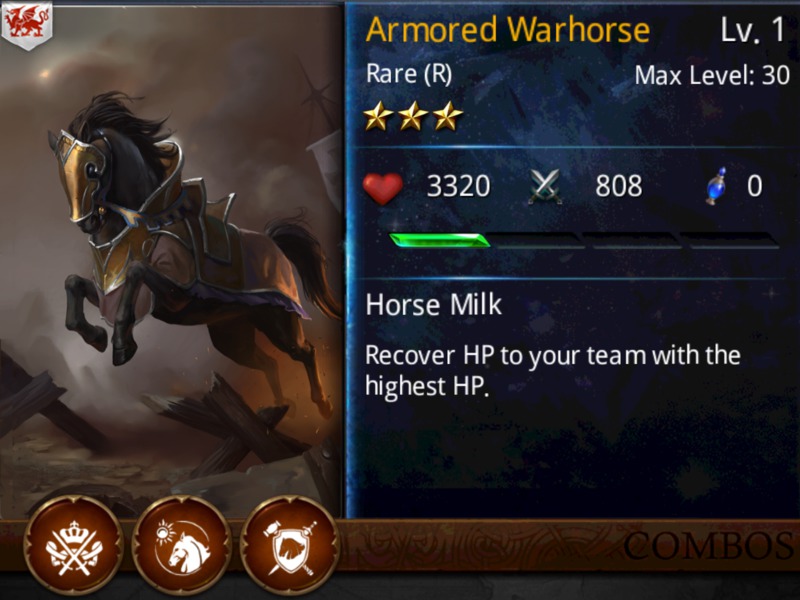 Armored Warhorse Lv. 1
Rare (R) Max Level: 30
3320 808 0
Horse Milk
Recover HP to your team with the
highest HP.
COMBOS